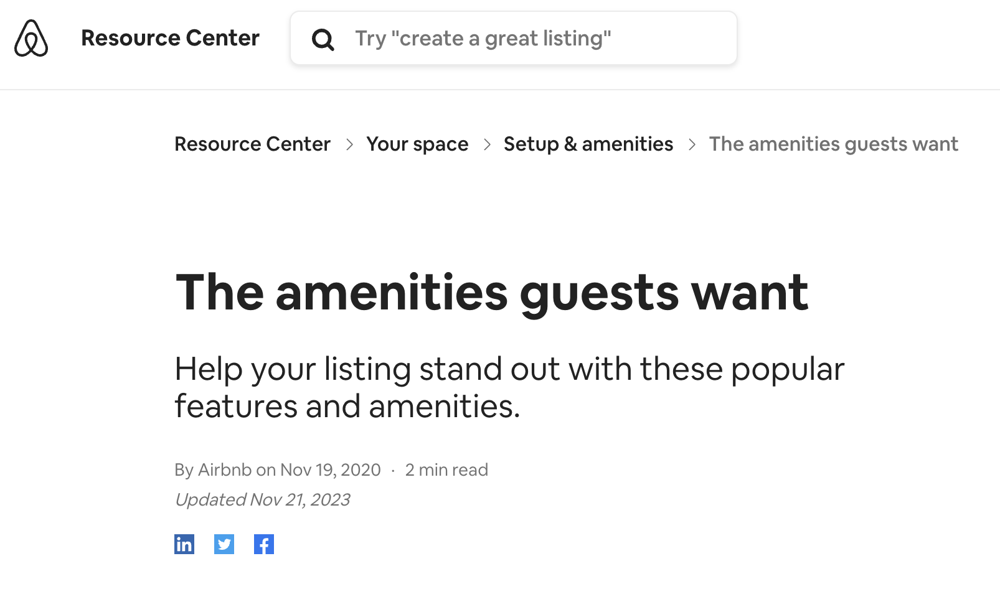 Resource Center
Try "create a great listing"
Resource Center > Your space > Setup & amenities > The amenities guests want
The amenities guests want
Help your listing stand out with these popular
features and amenities.
By Airbnb on Nov 19, 2020 · 2 min read
Updated Nov 21, 2023
in
f